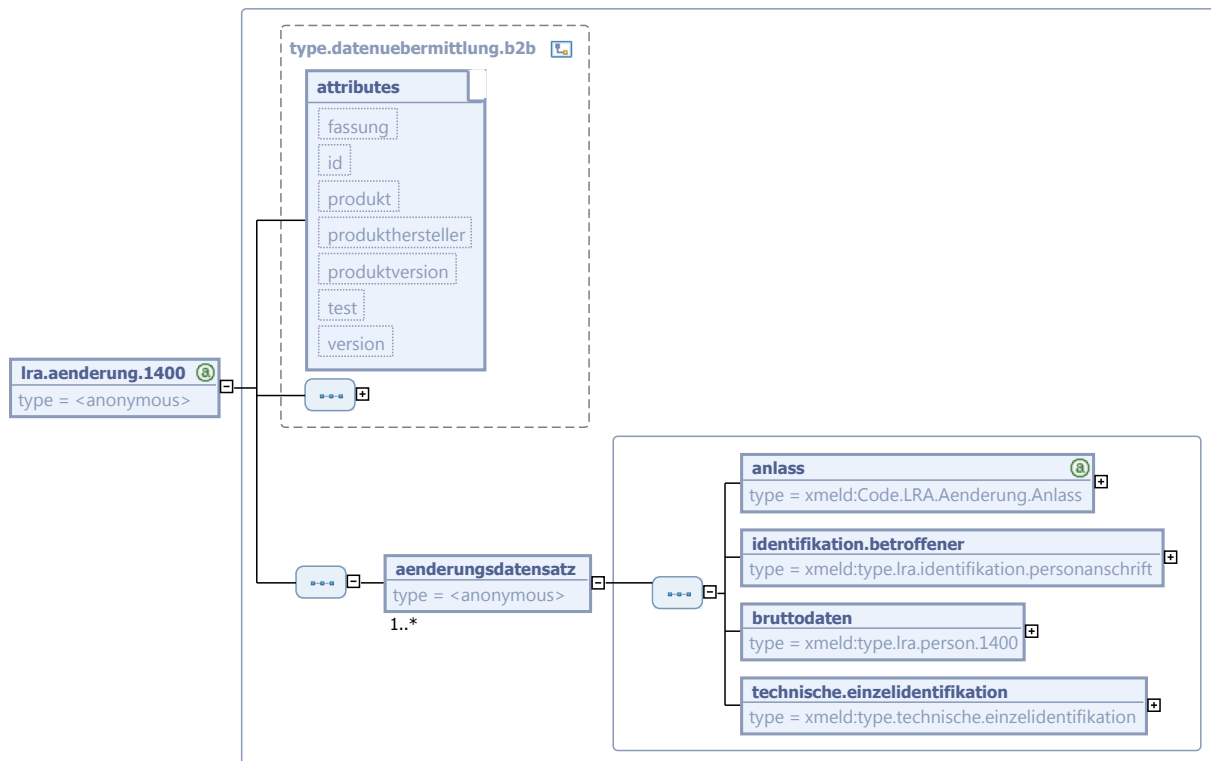 type.datenuebermittlung.b2b
attributes
fassung
id
produkt
produkthersteller
produktversion
test
version
lra.aenderung.1400 a
type = <anonymous>
anlass a
type = xmeld:Code.LRA.Aenderung.Anlass
identifikation.betroffener
type = xmeld:type.lra.identifikation.personanschrift
aenderungsdatensatz
type = <anonymous>
1..*
bruttodaten
type = xmeld:type.lra.person.1400
technische.einzelidentifikation
type = xmeld:type.technische.einzelidentifikation